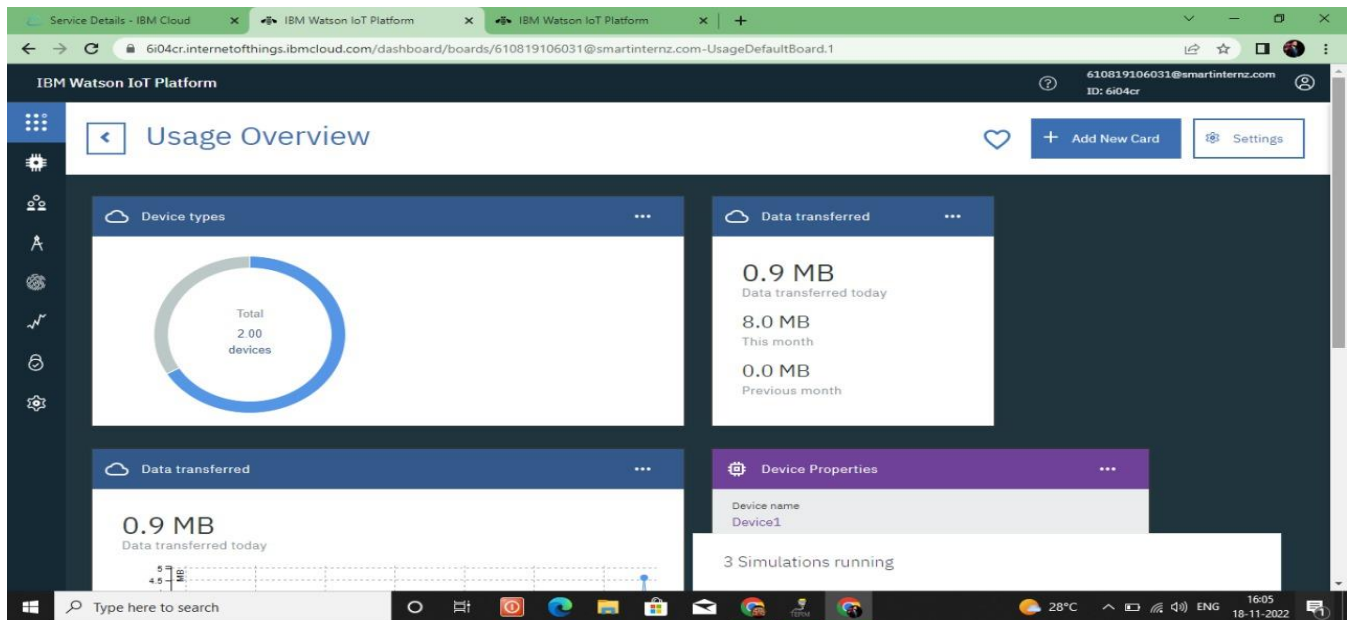 Service Details - IBM Cloud
IBM Watson IoT Platform
IBM Watson IoT Platform
6i04cr.internetofthings.ibmcloud.com/dashboard/boards/610819106031@smartinternz.com-UsageDefaultBoard.1
IBM Watson IoT Platform
610819106031@smartinternz.com
ID: 6i04cr
Usage Overview
Add New Card
Settings
Device types
Total
2.00
devices
Data transferred
0.9 MB
Data transferred today
8.0 MB
This month
0.0 MB
Previous month
Data transferred
0.9 MB
Data transferred today
5
4.5
MB
Device Properties
Device name
Device1
3 Simulations running
Type here to search
28°C
ENG
16:05
18-11-2022